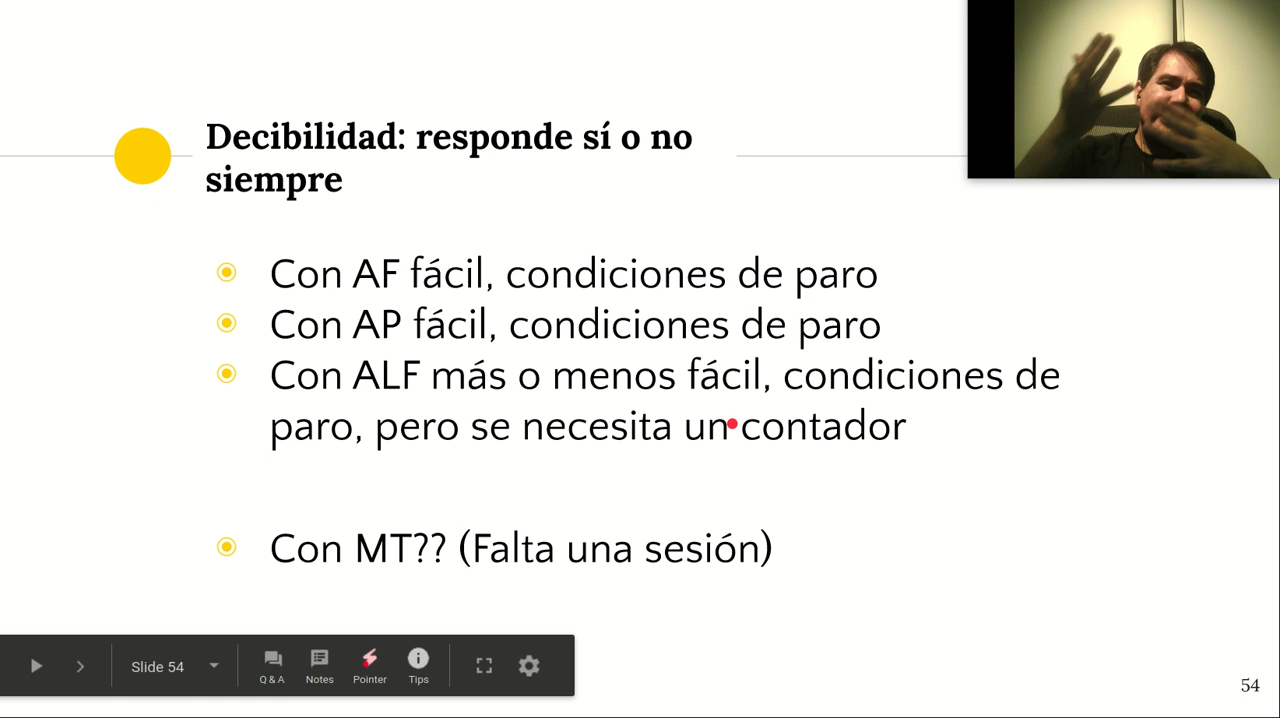 Decibilidad: responde sí o no
siempre
Con AF fácil, condiciones de paro
Con AP fácil, condiciones de paro
Con ALF más o menos fácil, condiciones de
paro, pero se necesita un contador
Con MT?? (Falta una sesión)
Slide 54
Q & A
Notes
Pointer
Tips
54